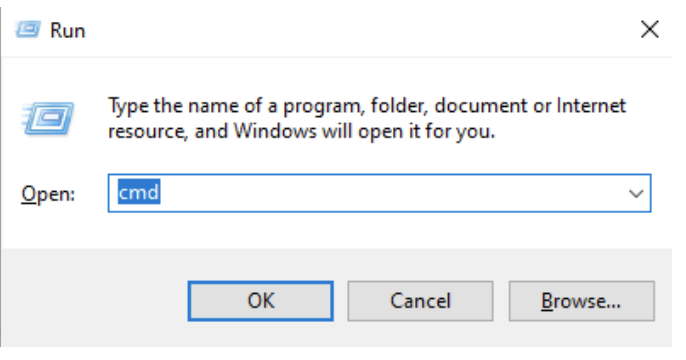 Run
Type the name of a program, folder, document or Internet
resource, and Windows will open it for you.
Open: cmd
OK Cancel Browse...